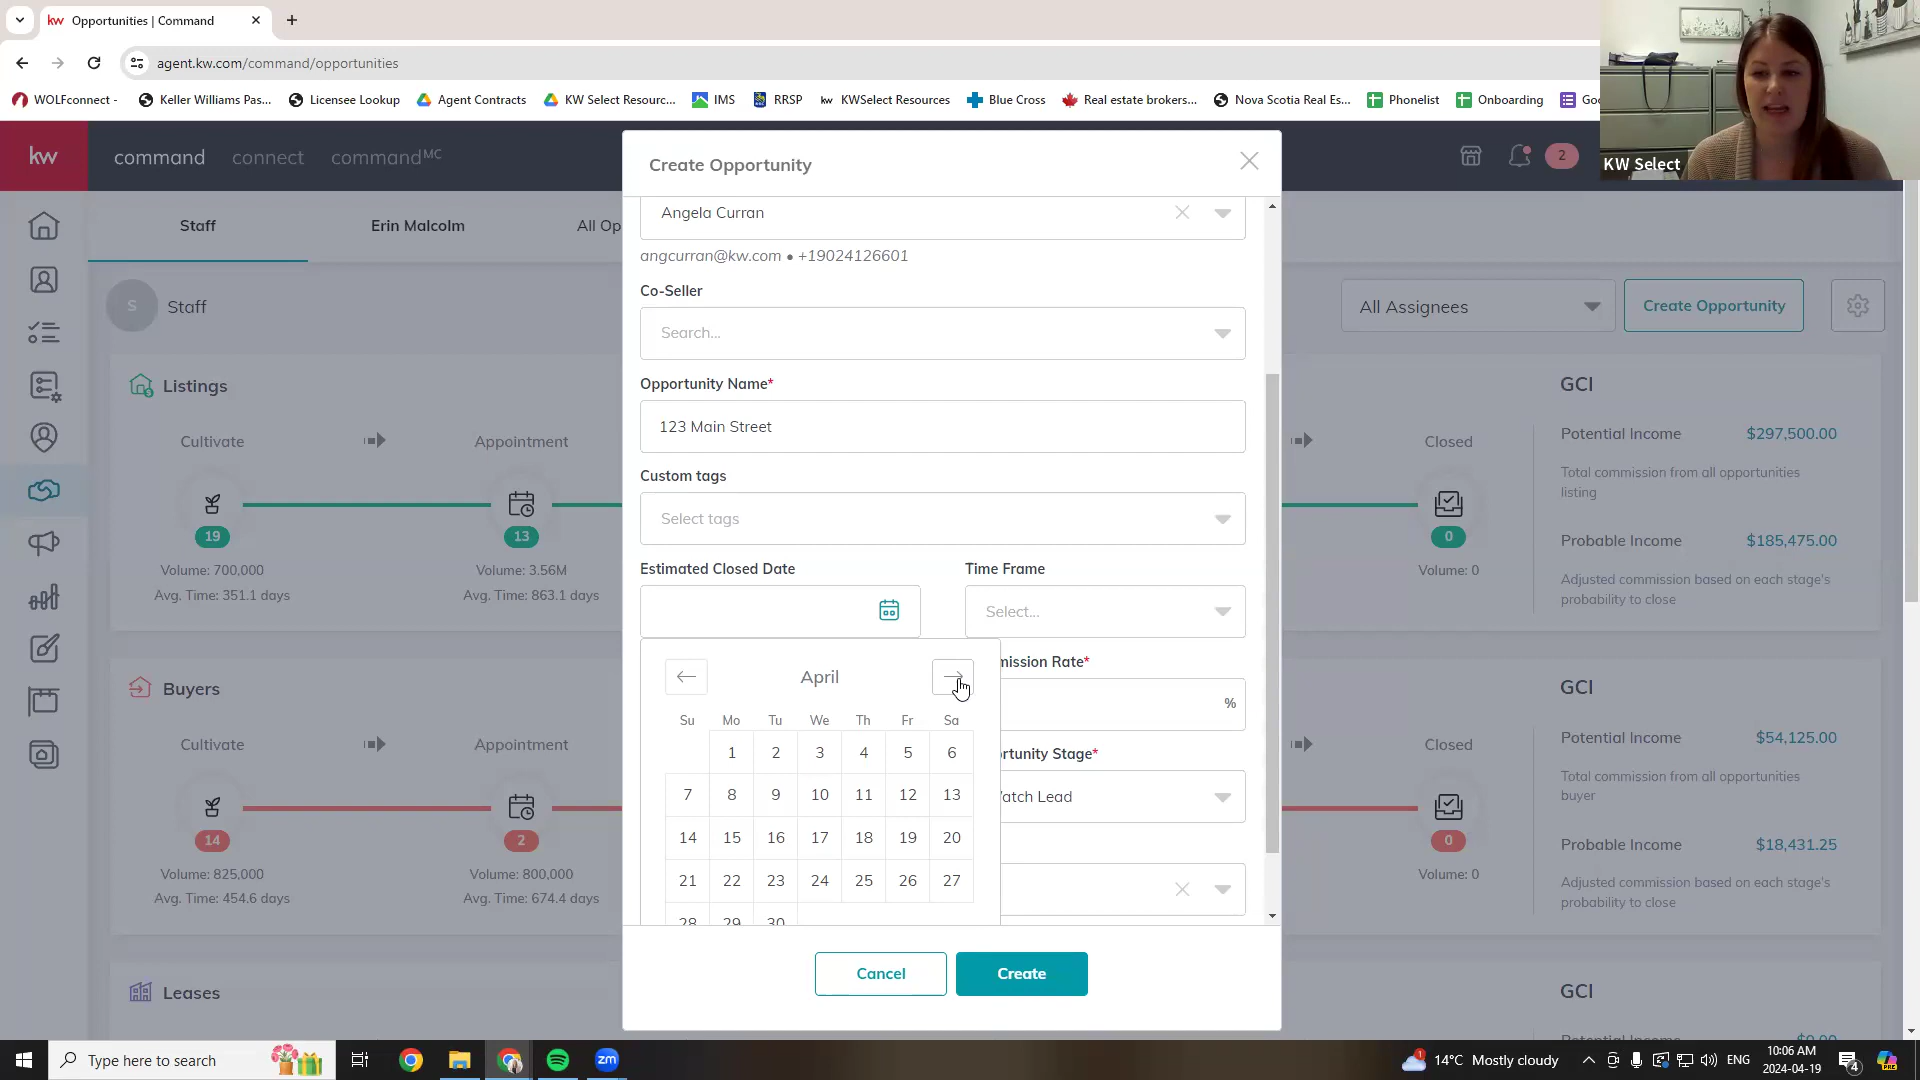 Opportunities | Command
agent.kw.com/command/opportunities
WOLFconnect -
Keller Williams Pas...
Licensee Lookup
Agent Contracts
KW Select Resourc...
IMS
RRSP
KWSelect Resources
Blue Cross
Real estate brokers...
Nova Scotia Real Es...
Phonelist
Onboarding
KW Select
kw
command
connect
commandMC
2
Create Opportunity
Staff
Erin Malcolm
All Op
S
Staff
All Assignees
Create Opportunity
Angela Curran
angcurran@kw.com • +19024126601
Co-Seller
Search...
Opportunity Name*
123 Main Street
Custom tags
Select tags
Estimated Closed Date
Time Frame
Select...
April
Su Mo Tu We Th Fr Sa
1 2 3 4 5 6
7 8 9 10 11 12 13
14 15 16 17 18 19 20
21 22 23 24 25 26 27
28 29 30
mission Rate*
%
rtunity Stage*
atch Lead
Cancel
Create
Listings
Cultivate
Appointment
Closed
19
13
0
Volume: 700,000
Volume: 3.56M
Volume: 0
Avg. Time: 351.1 days
Avg. Time: 863.1 days
GCI
Potential Income $297,500.00
Total commission from all opportunities
listing
Probable Income $185,475.00
Adjusted commission based on each stage's
probability to close
Buyers
Cultivate
Appointment
Closed
14
2
0
Volume: 825,000
Volume: 800,000
Volume: 0
Avg. Time: 454.6 days
Avg. Time: 674.4 days
GCI
Potential Income $54,125.00
Total commission from all opportunities
buyer
Probable Income $18,431.25
Adjusted commission based on each stage's
probability to close
Leases
GCI
Type here to search
zm
1
14°C Mostly cloudy
ENG
10:06 AM
2024-04-19
4